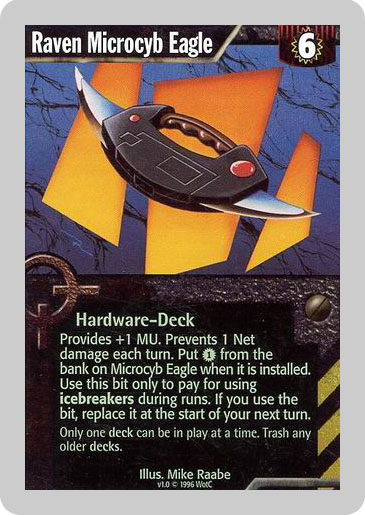 Raven Microcyb Eagle
6
Hardware-Deck
Provides +1 MU. Prevents 1 Net
damage each turn. Put 1 from the
bank on Microcyb Eagle when it is installed.
Use this bit only to pay for using
icebreakers during runs. If you use the
bit, replace it at the start of your next turn.
Only one deck can be in play at a time. Trash any
older decks.
Illus. Mike Raabe
v1.0 © 1996 WotC